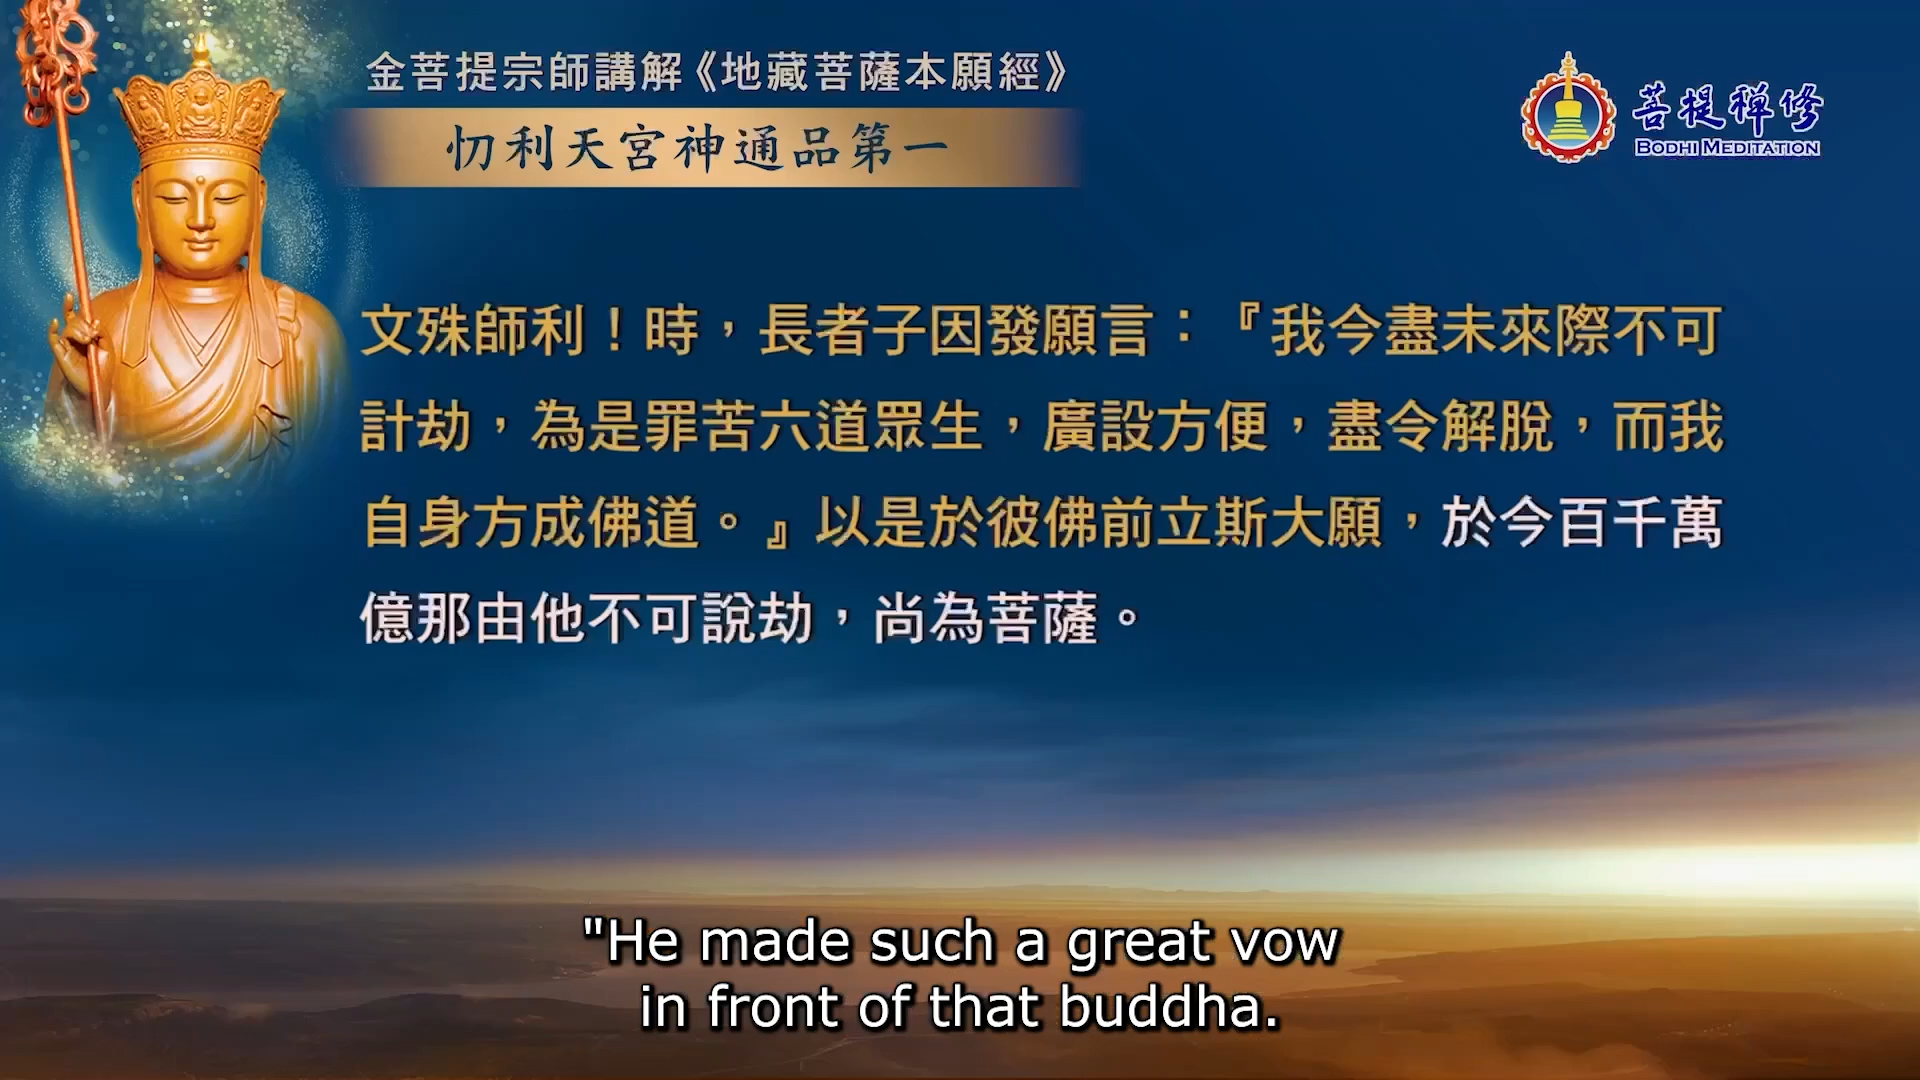 金菩提宗師講解《地藏菩薩本願經》
忉利天宮神通品第一
菩提禪修
BODHI MEDITATION
文殊師利！時，長者子因發願言：『我今盡未來際不可
計劫，為是罪苦六道眾生，廣設方便，盡令解脫，而我
自身方成佛道。』以是於彼佛前立斯大願，於今百千萬
億那由他不可說劫，尚為菩薩。
"He made such a great vow
in front of that buddha.